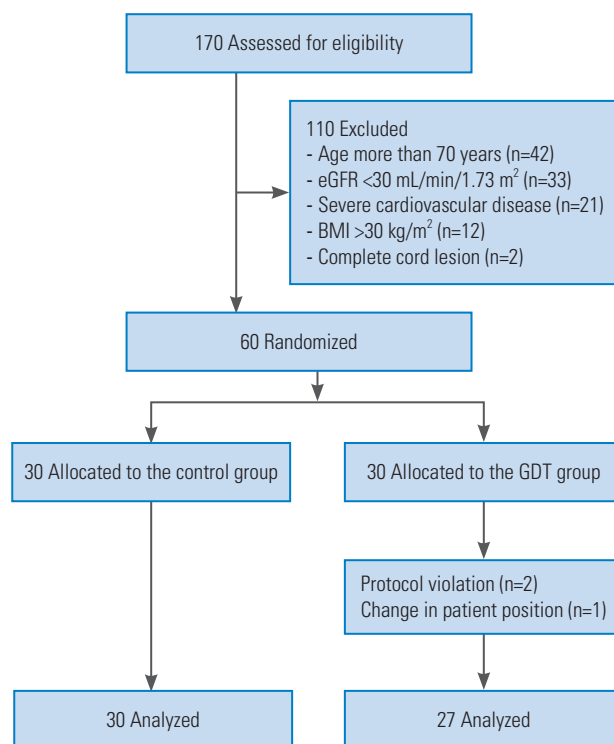 170 Assessed for eligibility
110 Excluded
- Age more than 70 years (n=42)
- eGFR <30 mL/min/1.73 m² (n=33)
- Severe cardiovascular disease (n=21)
- BMI >30 kg/m² (n=12)
- Complete cord lesion (n=2)
60 Randomized
30 Allocated to the control group
30 Allocated to the GDT group
Protocol violation (n=2)
Change in patient position (n=1)
30 Analyzed
27 Analyzed